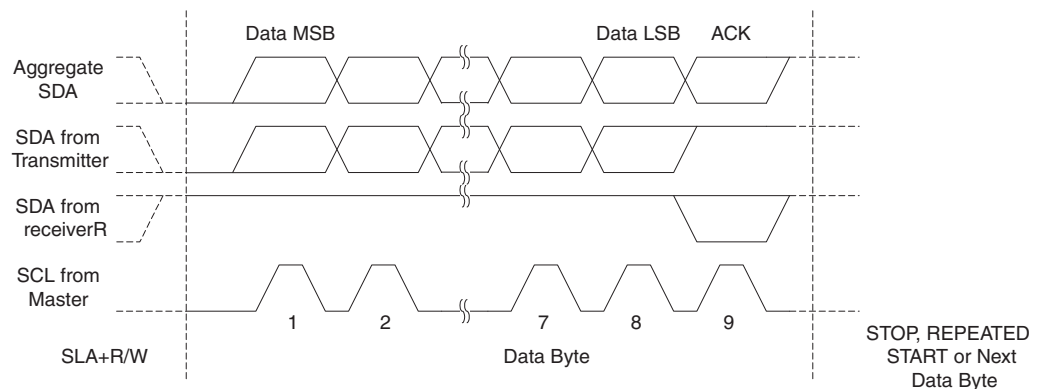 Data MSB
Data LSB
ACK
Aggregate
SDA
SDA from
Transmitter
SDA from
receiverR
SCL from
Master
1
2
7
8
9
SLA+R/W
Data Byte
STOP, REPEATED
START or Next
Data Byte